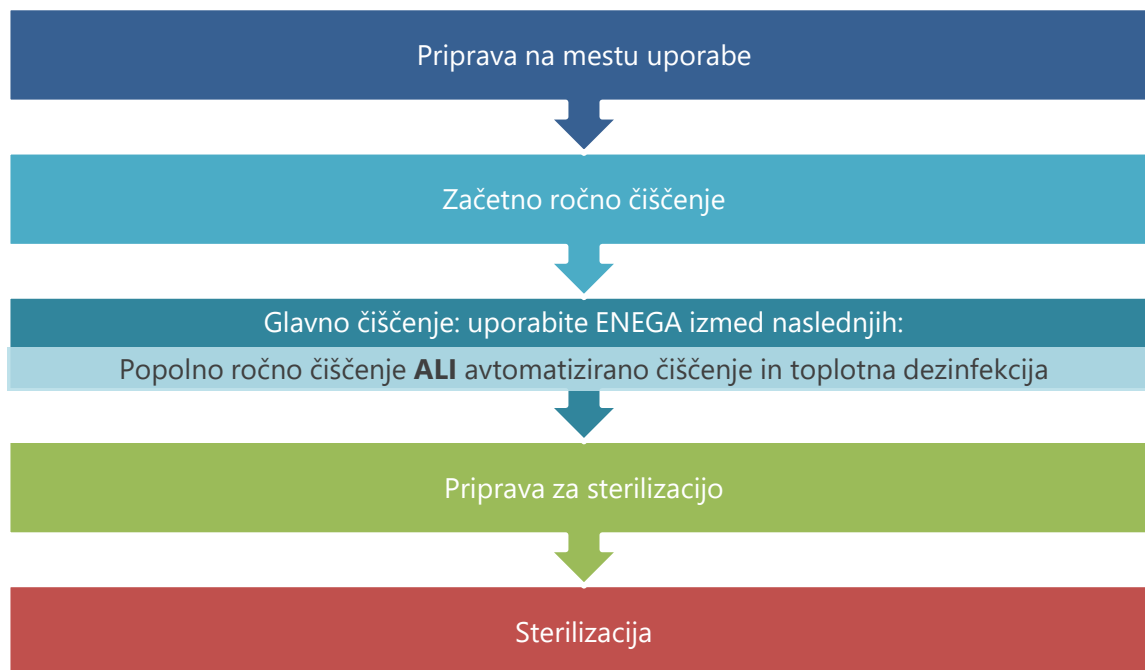 Priprava na mestu uporabe
Začetno ročno čiščenje
Glavno čiščenje: uporabite ENEGA izmed naslednjih:
Popolno ročno čiščenje ALI avtomatizirano čiščenje in toplotna dezinfekcija
Priprava za sterilizacijo
Sterilizacija